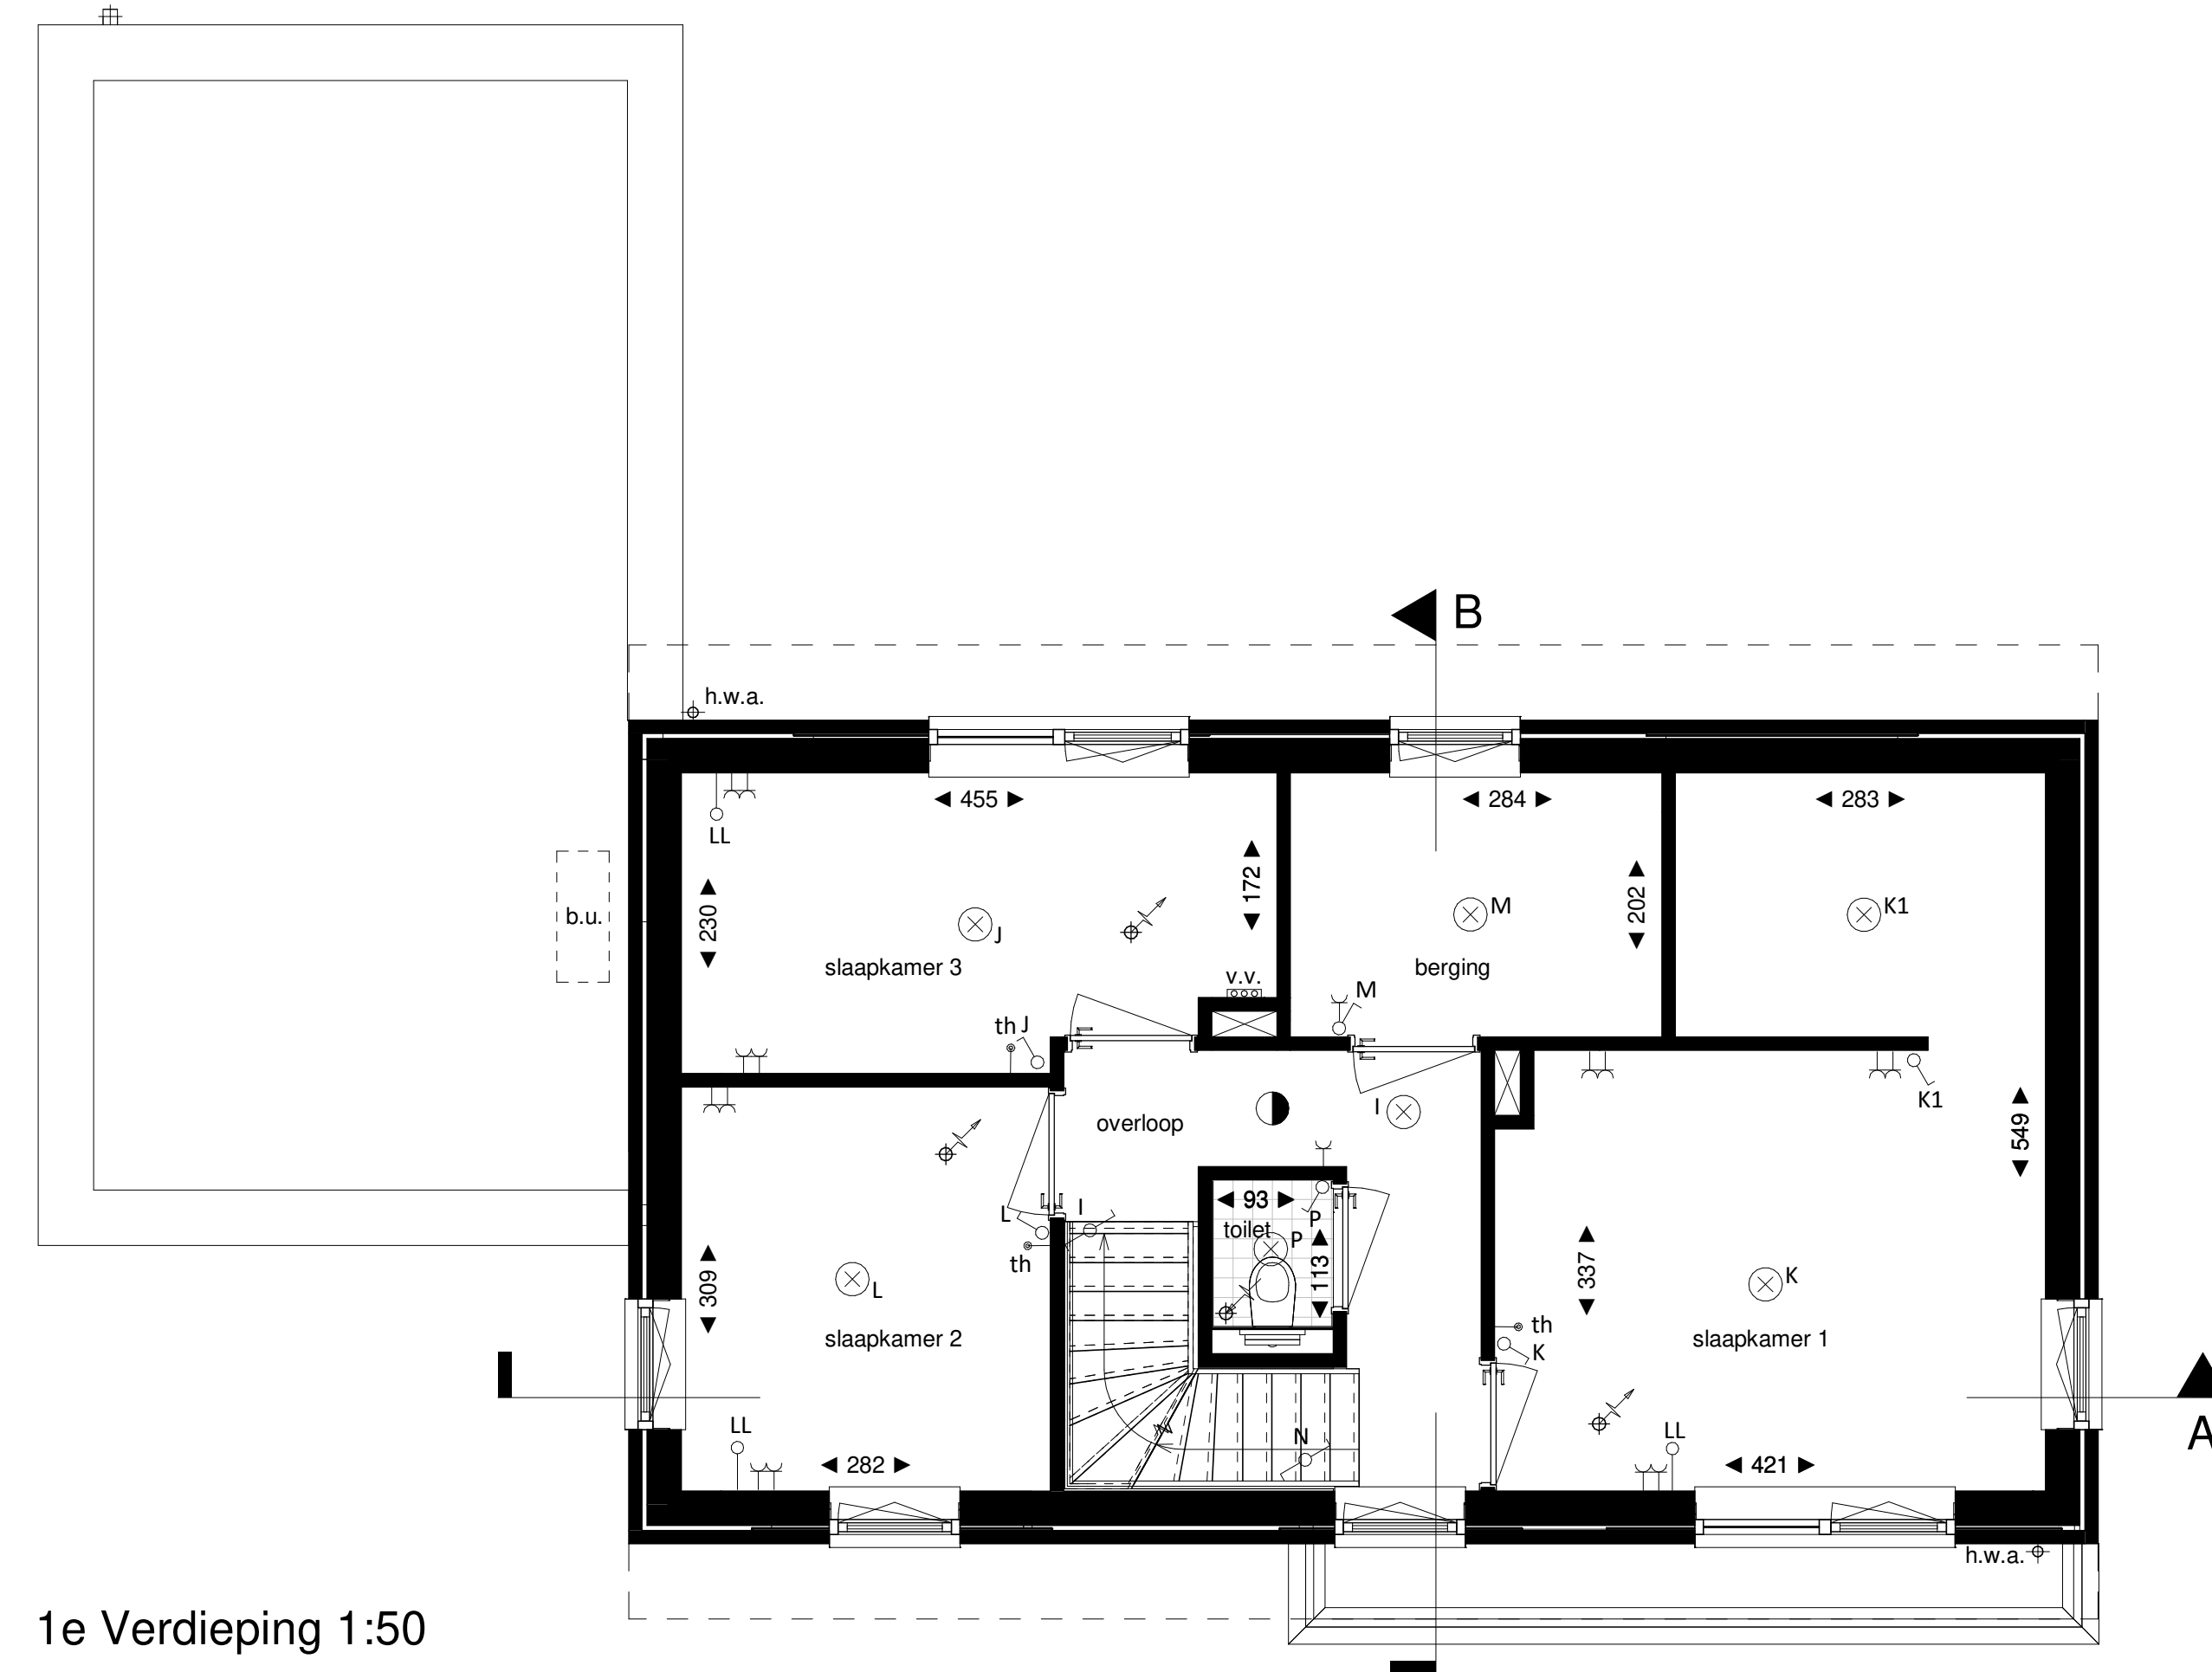 B
h.w.a.
◄ 455 ►
◄ 284 ►
◄ 283 ►
LL
◄ 172 ►
◄ 230 ►
◄ 202 ►
b.u.
J
M
K1
slaapkamer 3
berging
v.v.
M
th J
K1
I
overloop
◄ 549 ►
◄ 93 ►
L
I
P
toilet
P
th
◄ 113 ►
◄ 309 ►
L
◄ 337 ►
K
slaapkamer 2
th
K
slaapkamer 1
LL
N
LL
A
◄ 282 ►
◄ 421 ►
h.w.a.
1e Verdieping 1:50